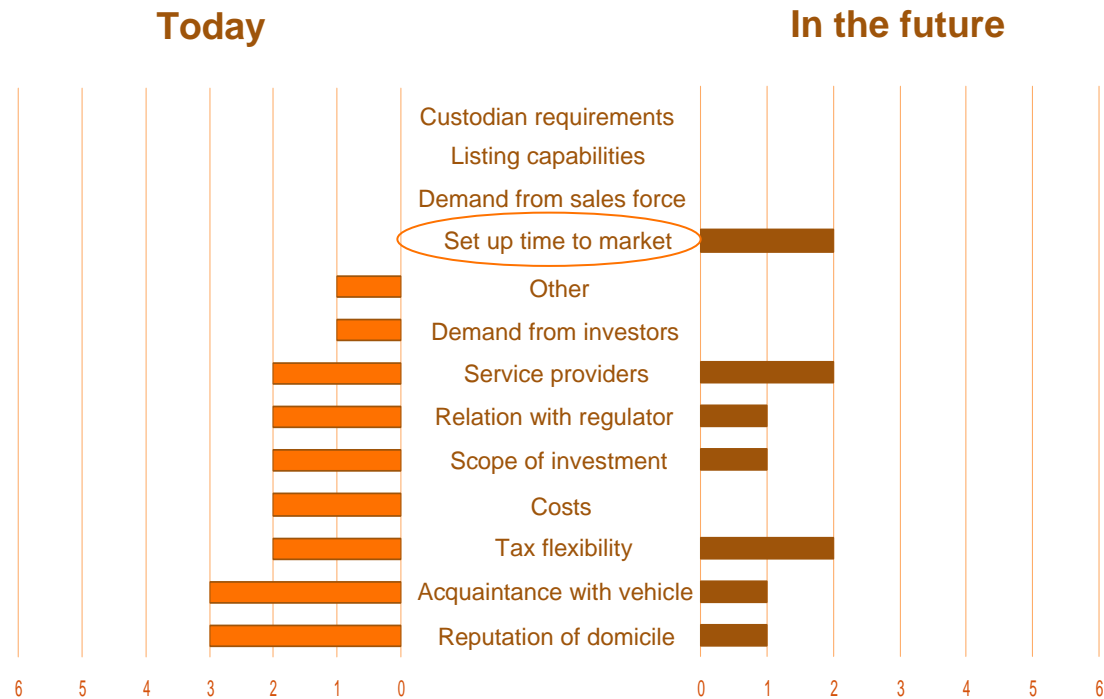 Today
In the future
Custodian requirements
Listing capabilities
Demand from sales force
Set up time to market
Other
Demand from investors
Service providers
Relation with regulator
Scope of investment
Costs
Tax flexibility
Acquaintance with vehicle
Reputation of domicile
6 5 4 3 2 1 0
0 1 2 3 4 5 6